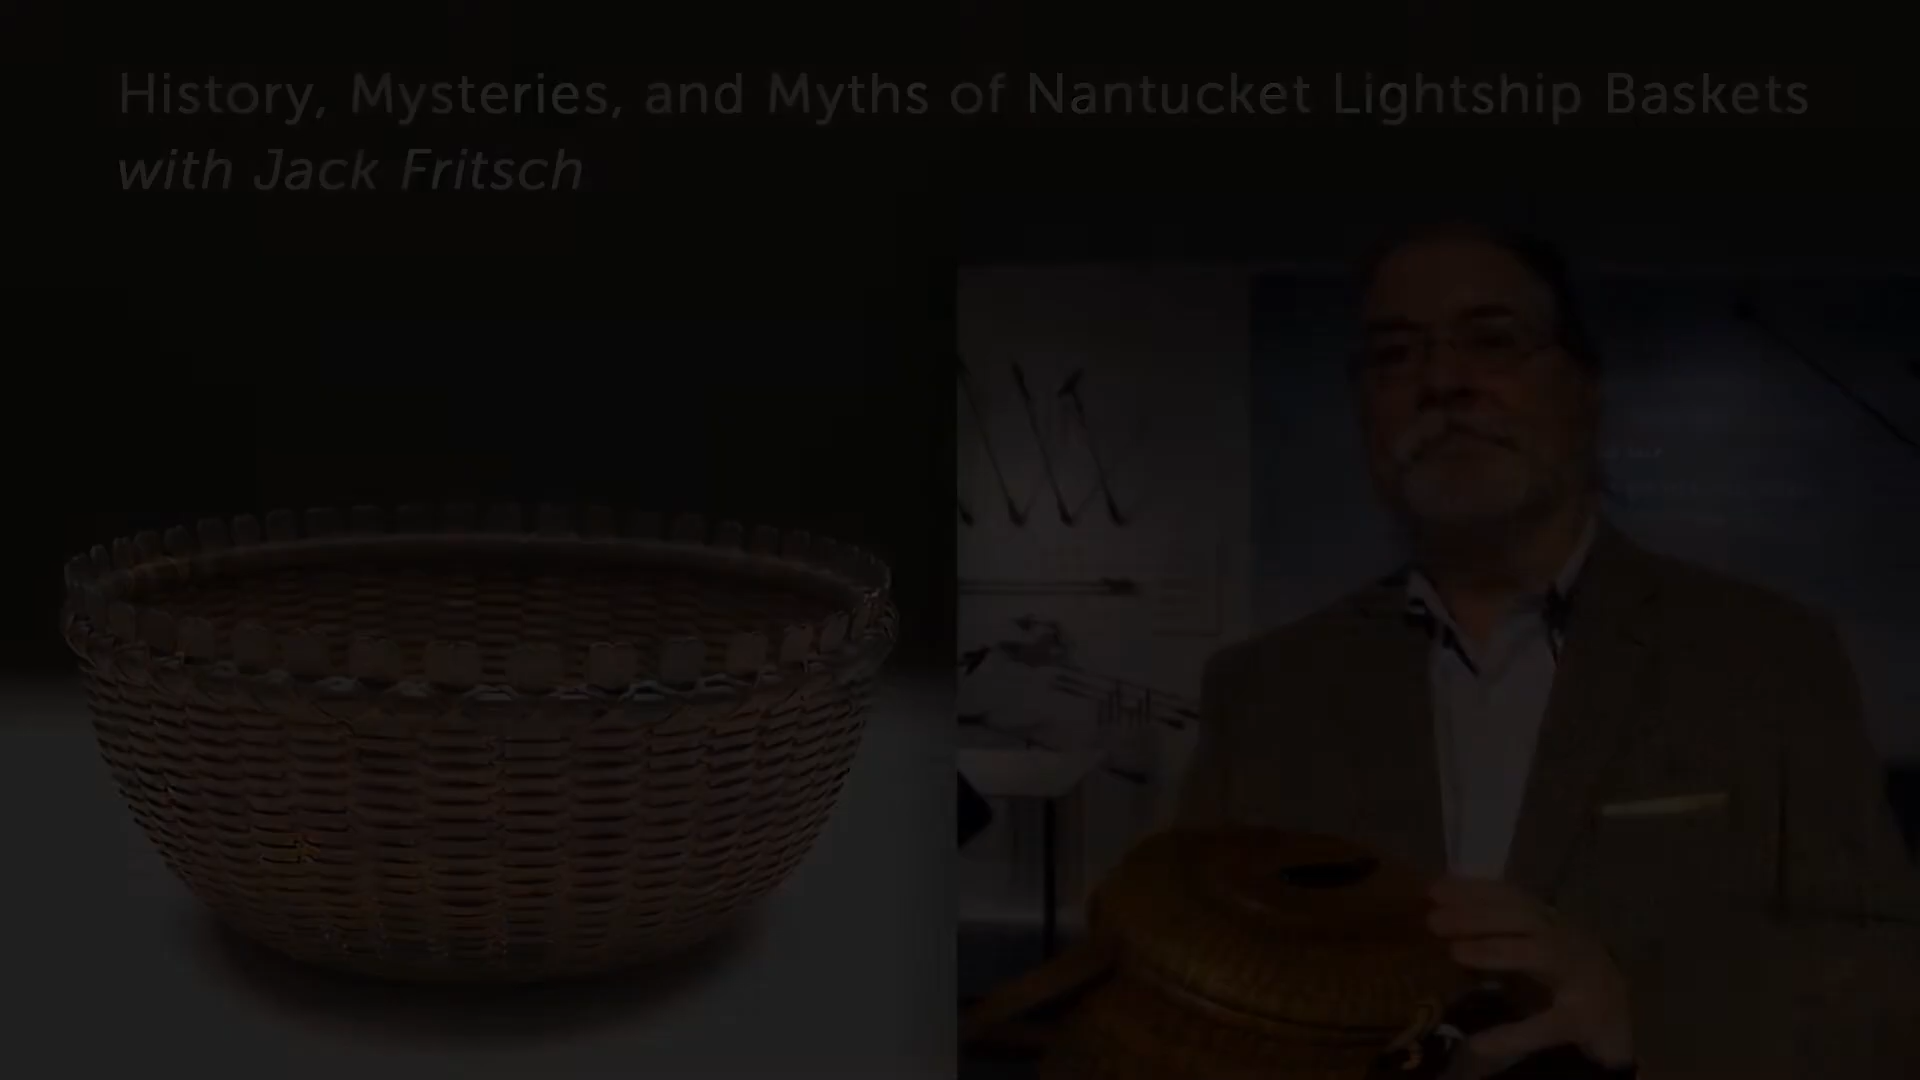 History, Mysteries, and Myths of Nantucket Lightship Baskets
with Jack Fritsch